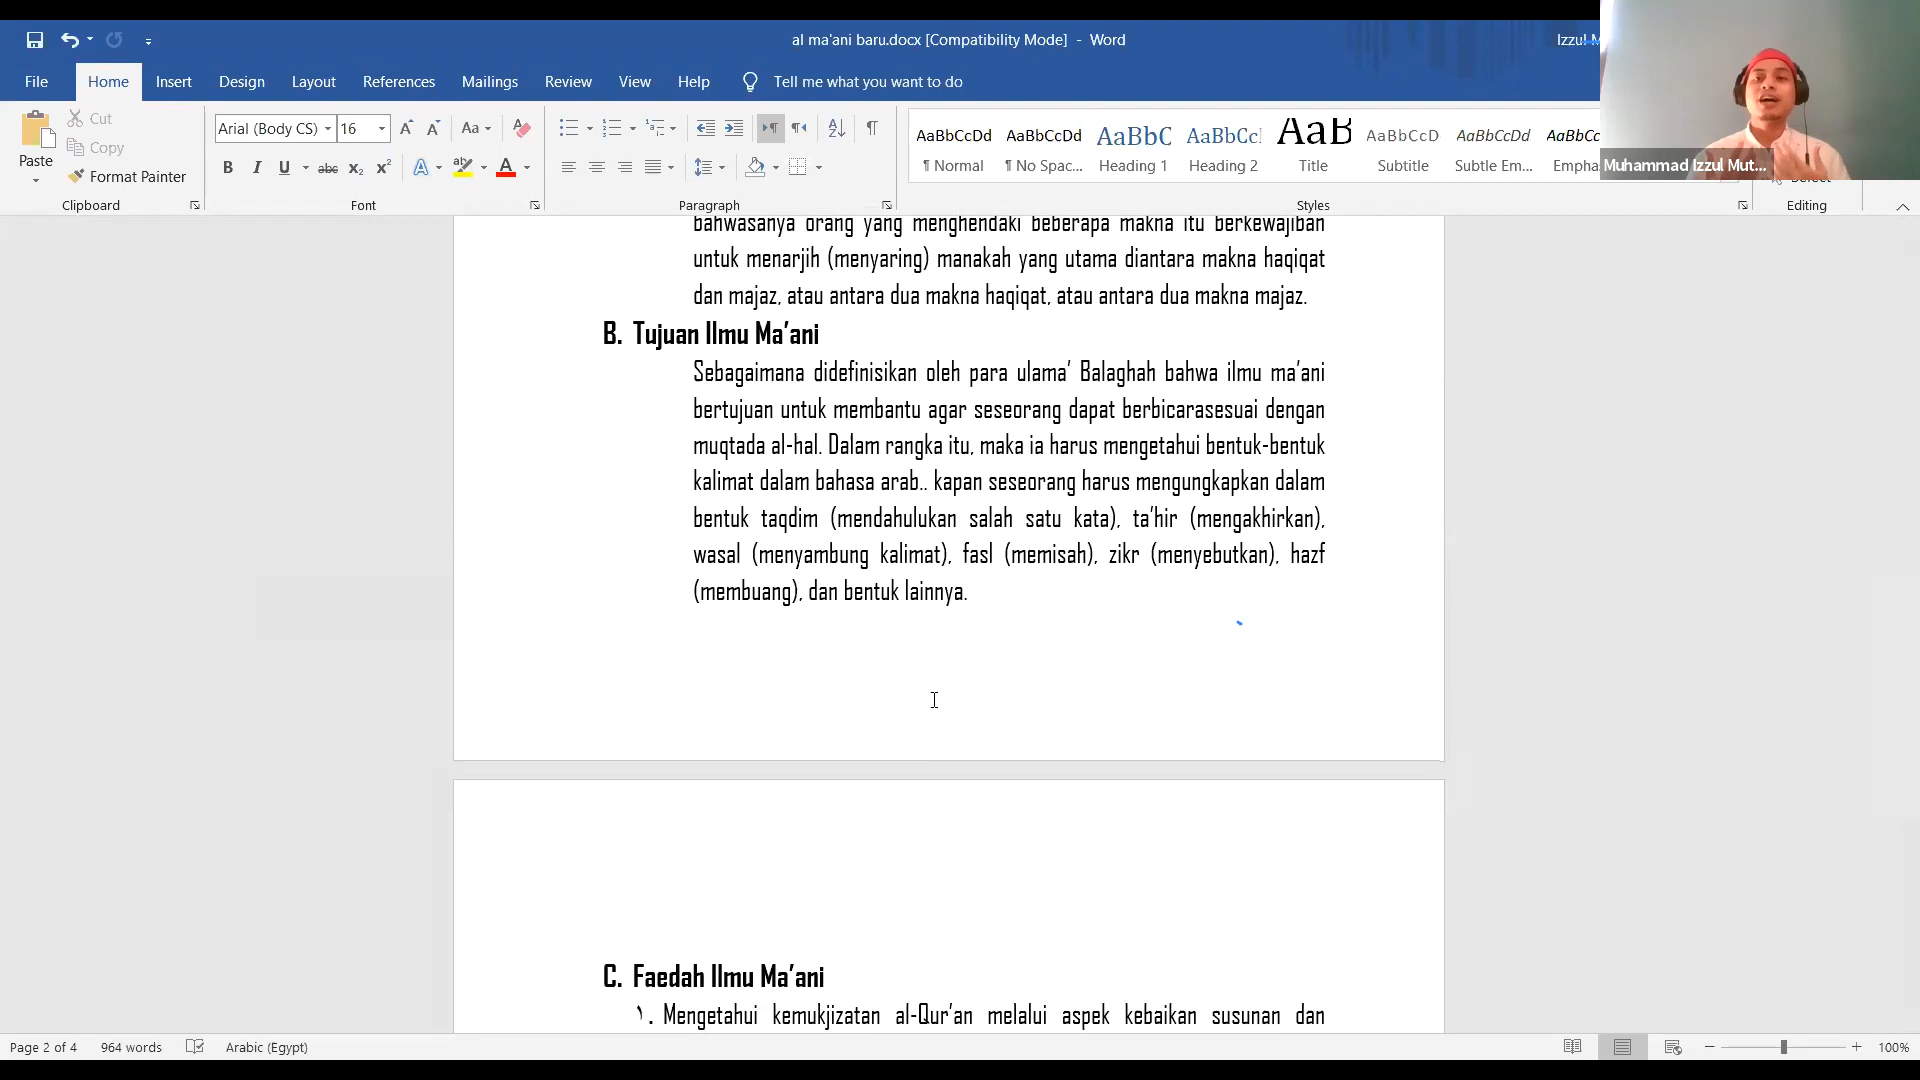 al ma'ani baru.docx [Compatibility Mode] - Word
Izzul M
File Home Insert Design Layout References Mailings Review View Help Tell me what you want to do
Paste
Cut
Copy
Format Painter
Clipboard
Arial (Body CS) 16
Font
Paragraph
AaBbCcDd AaBbCcDd AaBbC AaBbCcI AaB AaBbCcD AaBbCcDd AaBbCc
¶ Normal ¶ No Spac... Heading 1 Heading 2 Title Subtitle Subtle Em... Empha
Styles
Select
Editing
Muhammad Izzul Mut...
bahwasanya orang yang menghendaki beberapa makna itu berkewajiban
untuk menarjih (menyaring) manakah yang utama diantara makna haqiqat
dan majaz, atau antara dua makna haqiqat, atau antara dua makna majaz.
B. Tujuan Ilmu Ma’ani
Sebagaimana didefinisikan oleh para ulama’ Balaghah bahwa ilmu ma’ani
bertujuan untuk membantu agar seseorang dapat berbicarasesuai dengan
muqtada al-hal. Dalam rangka itu, maka ia harus mengetahui bentuk-bentuk
kalimat dalam bahasa arab.. kapan seseorang harus mengungkapkan dalam
bentuk taqdim (mendahulukan salah satu kata), ta’hir (mengakhirkan),
wasal (menyambung kalimat), fasl (memisah), zikr (menyebutkan), hazf
(membuang), dan bentuk lainnya.
C. Faedah Ilmu Ma’ani
١. Mengetahui kemukjizatan al-Qur’an melalui aspek kebaikan susunan dan
Page 2 of 4 964 words Arabic (Egypt) 100%